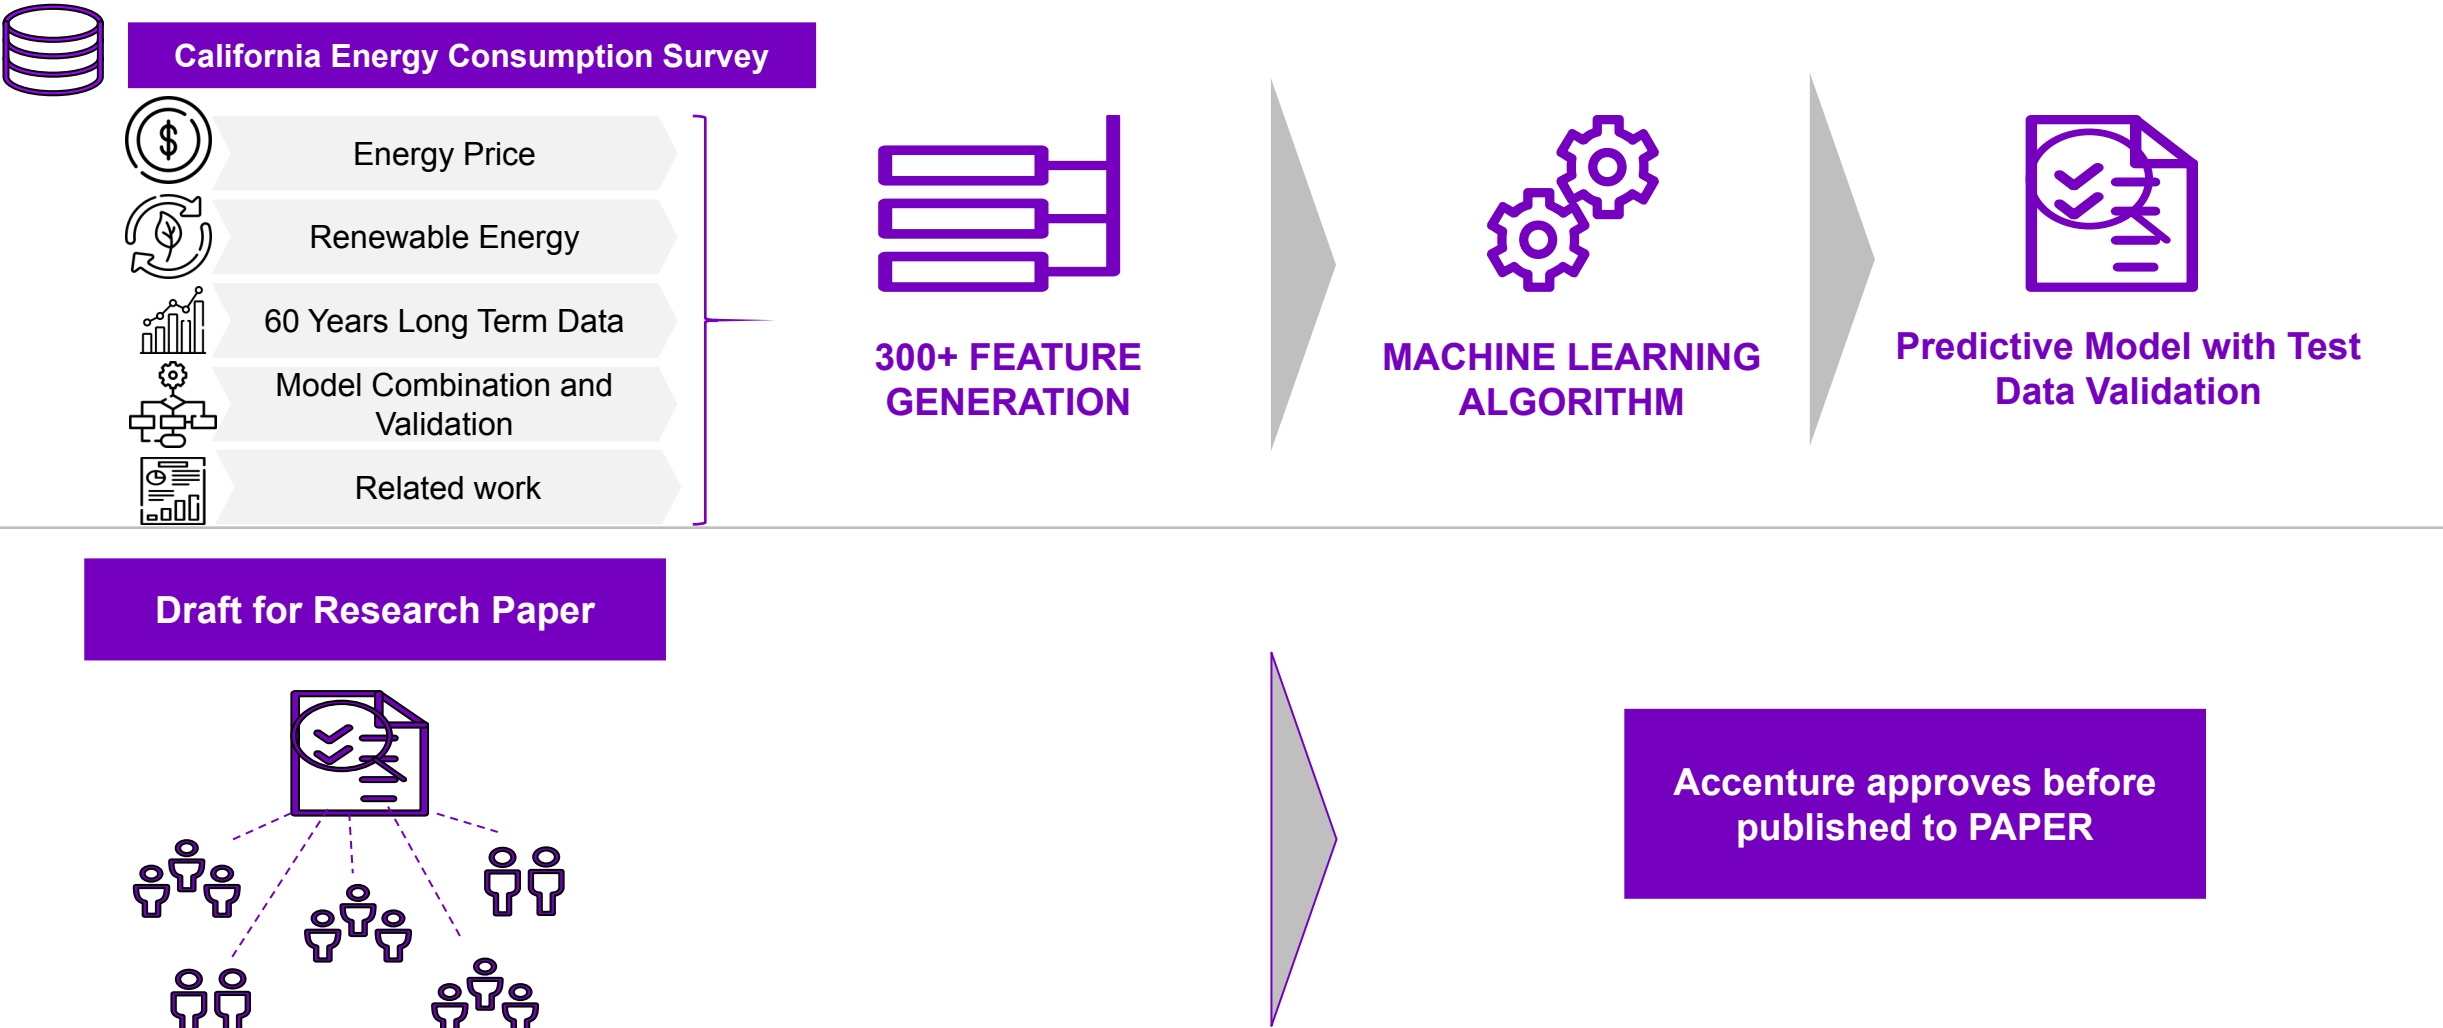 California Energy Consumption Survey
Energy Price
Renewable Energy
60 Years Long Term Data
Model Combination and
Validation
Related work
300+ FEATURE
GENERATION
MACHINE LEARNING
ALGORITHM
Predictive Model with Test
Data Validation
Draft for Research Paper
Accenture approves before
published to PAPER